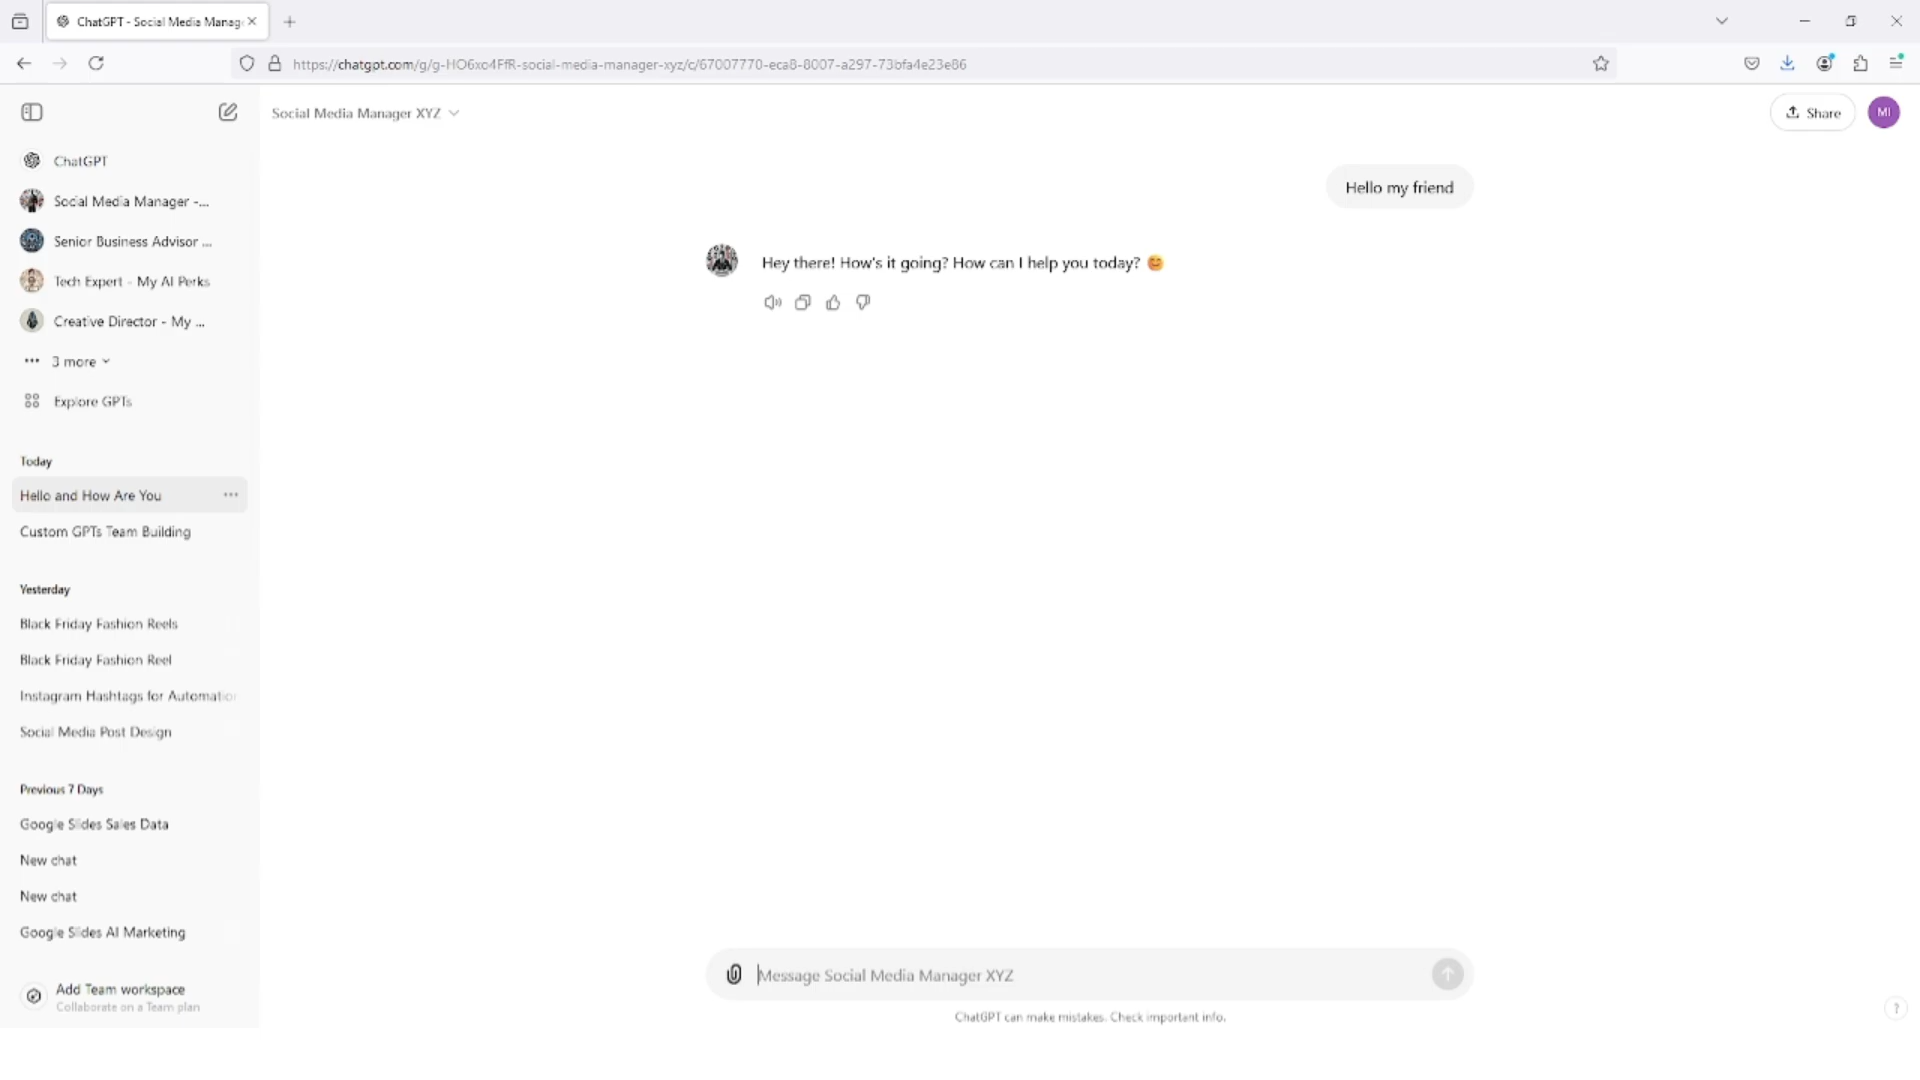 ChatGPT - Social Media Manag
https://chatgpt.com/g/g-HO6xo4FfR-social-media-manager-xyz/c/67007770-eca8-8007-a297-73bfa4e23e86
Social Media Manager XYZ
Share
MI
ChatGPT
Social Media Manager -...
Senior Business Advisor ...
Tech Expert - My AI Perks
Creative Director - My ...
3 more
Explore GPTs
Today
Hello and How Are You
Custom GPTs Team Building
Yesterday
Black Friday Fashion Reels
Black Friday Fashion Reel
Instagram Hashtags for Automation
Social Media Post Design
Previous 7 Days
Google Slides Sales Data
New chat
New chat
Google Slides AI Marketing
Add Team workspace
Collaborate on a Team plan
Hello my friend
Hey there! How's it going? How can I help you today? 😊
Message Social Media Manager XYZ
ChatGPT can make mistakes. Check important info.
?